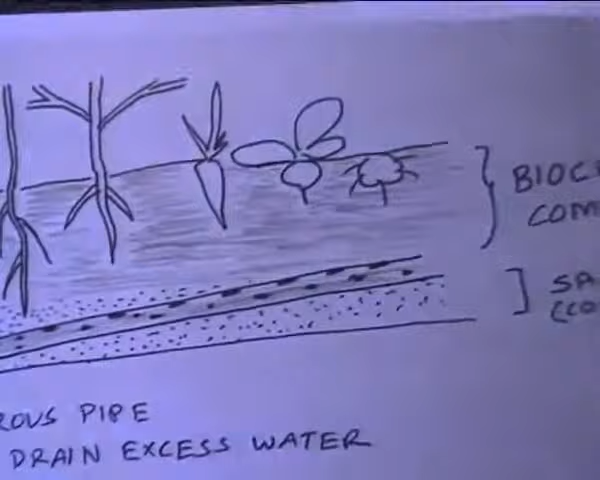 BIOC
COM
SA
(CO
ROUS PIPE
DRAIN EXCESS WATER